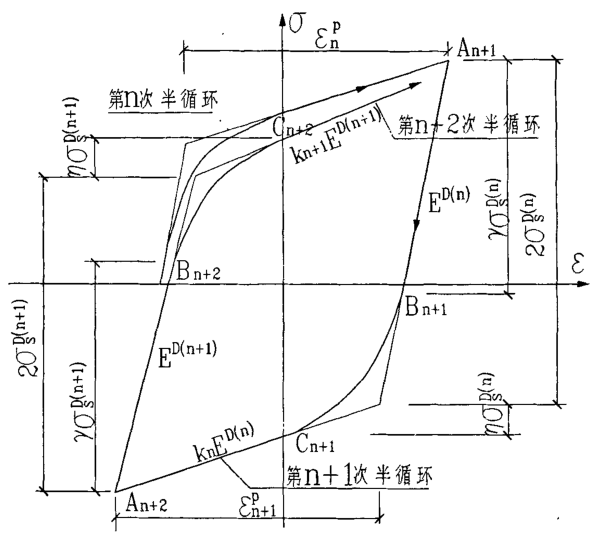 σ
ε_n^p
A_{n+1}
第n次半循环
C_{n+2}
第n+2次半循环
k_{n+1}E^{D(n+1)}
ησ_s^{D(n+1)}
E^{D(n)}
γσ_s^{D(n)}
2σ_s^{D(n)}
B_{n+2}
ε
B_{n+1}
2σ_s^{D(n+1)}
γσ_s^{D(n+1)}
E^{D(n+1)}
ησ_s^{D(n)}
k_nE^{D(n)}
C_{n+1}
第n+1次半循环
A_{n+2}
ε_{n+1}^p